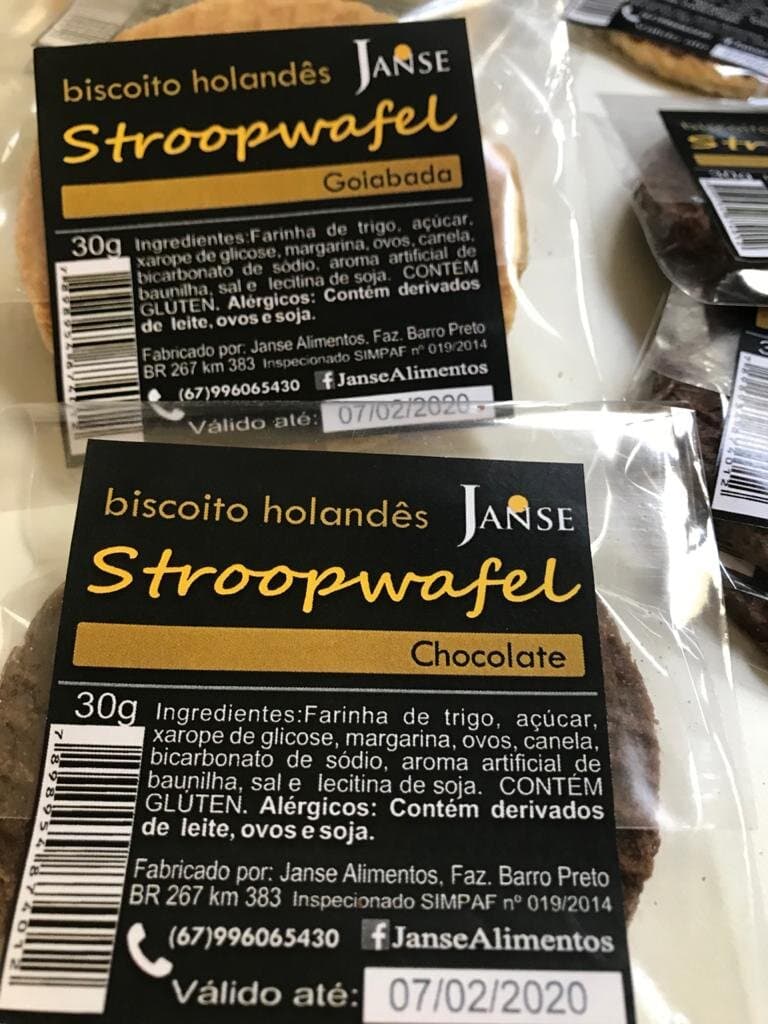 biscoito holandês JANSE
Stroopwafel
Goiabada
30g
Ingredientes:Farinha de trigo, açúcar,
xarope de glicose, margarina, ovos, canela,
bicarbonato de sódio, aroma artificial de
baunilha, sal e lecitina de soja. CONTÉM
GLÚTEN. Alérgicos: Contém derivados
de leite, ovos e soja.
Fabricado por: Janse Alimentos. Faz. Barro Preto
BR 267 km 383 Inspecionado SIMPAF nº 019/2014
(67)996065430 f JanseAlimentos
Válido até: 07/02/2020
biscoito holandês JANSE
Stroopwafel
Chocolate
30g
Ingredientes:Farinha de trigo, açúcar,
xarope de glicose, margarina, ovos, canela,
bicarbonato de sódio, aroma artificial de
baunilha, sal e lecitina de soja. CONTÉM
GLÚTEN. Alérgicos: Contém derivados
de leite, ovos e soja.
Fabricado por: Janse Alimentos, Faz. Barro Preto
BR 267 km 383 Inspecionado SIMPAF nº 019/2014
(67)996065430 f JanseAlimentos
Válido até: 07/02/2020
7898954874012
Válido até:
30g